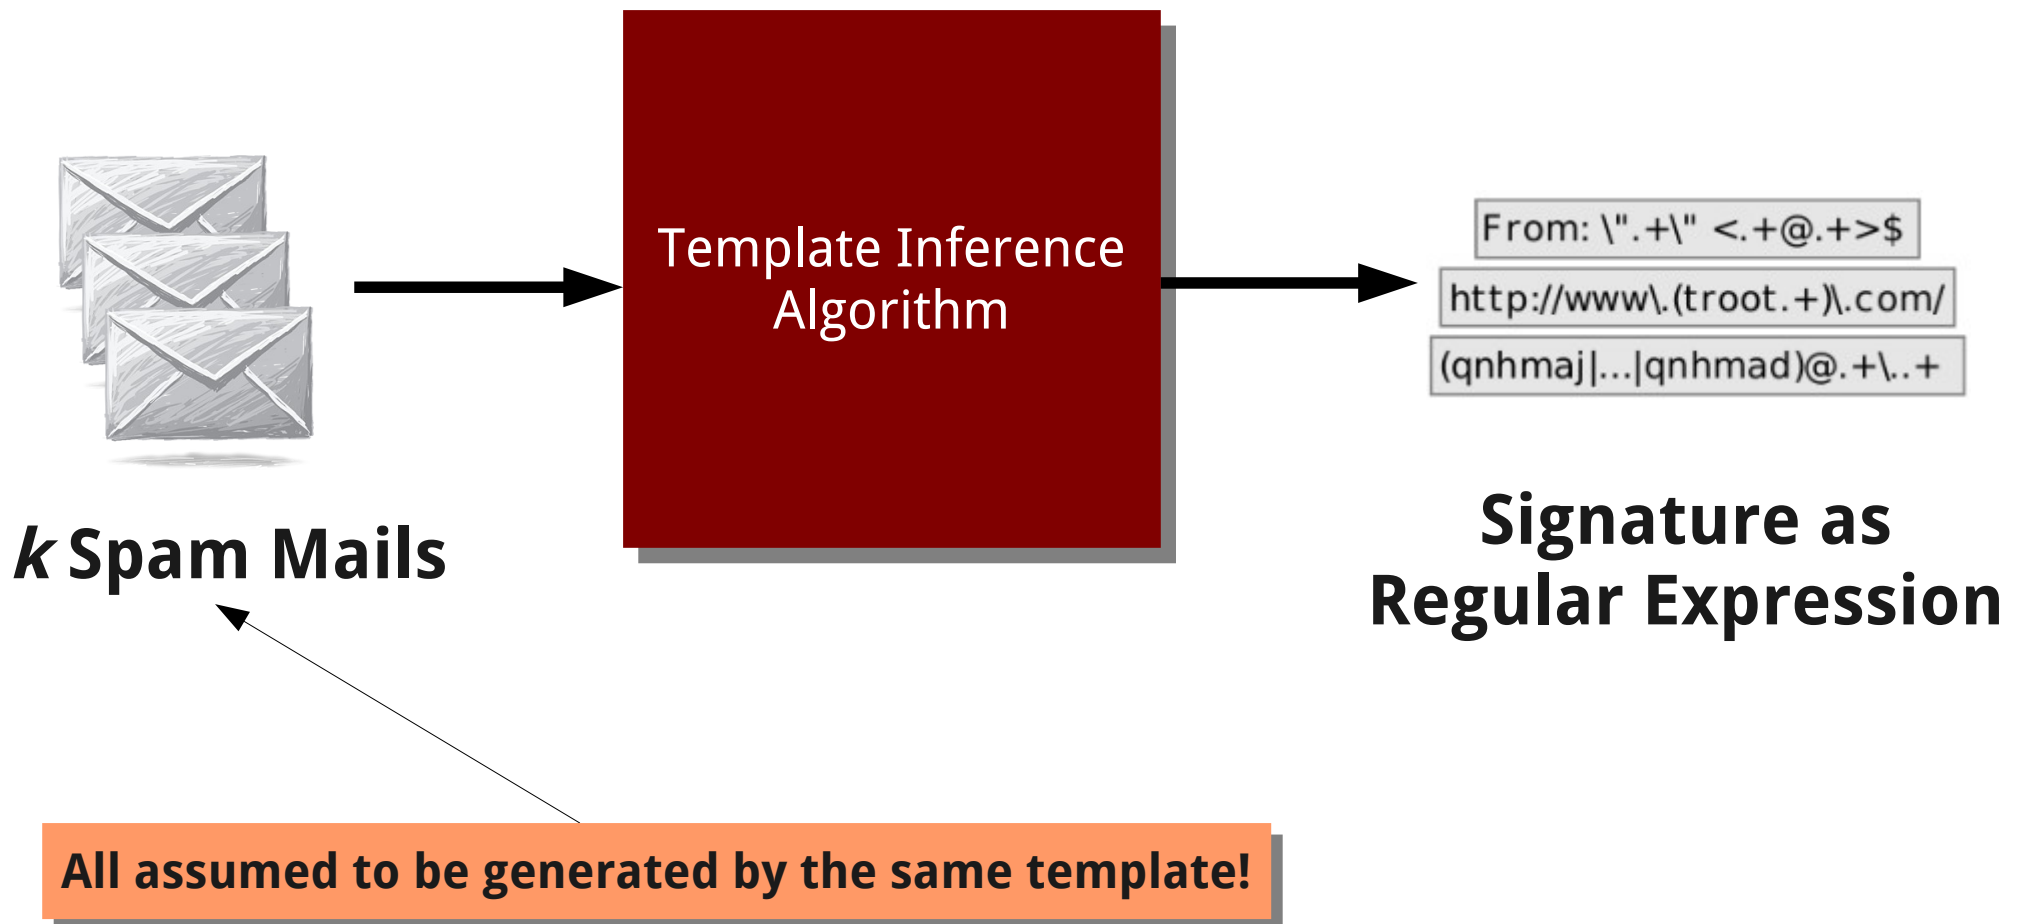 Template Inference
Algorithm
From: \".+\" <.+@.+>$
http://www\.(troot.+)\.com/
(qnhmaj|...|qnhmad)@.+\..+
k Spam Mails
Signature as
Regular Expression
All assumed to be generated by the same template!